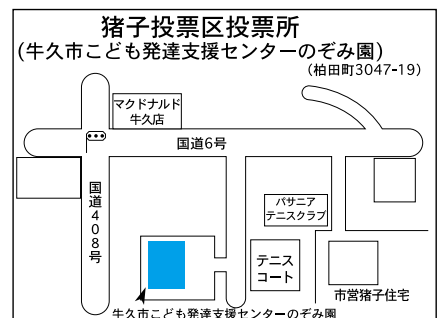 猪子投票区投票所
(牛久市こども発達支援センターのぞみ園)
(柏田町3047-19)
マクドナルド
牛久店
国道6号
国道408号
パサニア
テニスクラブ
テニス
コート
市営猪子住宅
牛久市こども発達支援センターのぞみ園